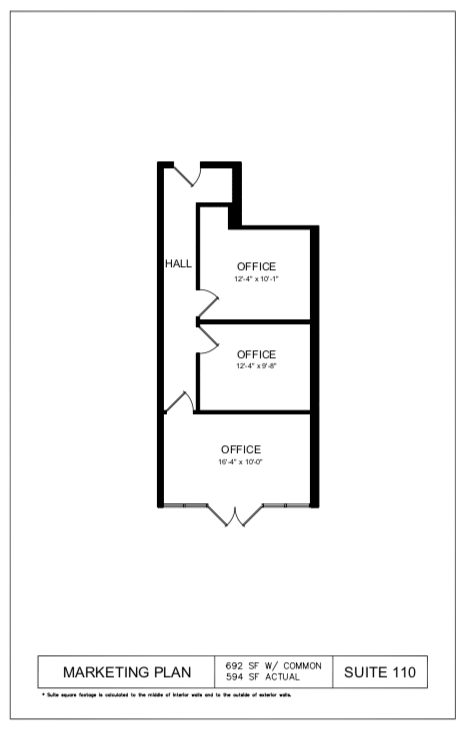 HALL
OFFICE
12'-4" x 10'-1"
OFFICE
12'-4" x 9'-8"
OFFICE
16'-4" x 10'-0"
MARKETING PLAN
692 SF W/ COMMON
594 SF ACTUAL
SUITE 110
* Suite square footage is calculated to the middle of interior walls and to the outside of exterior walls.